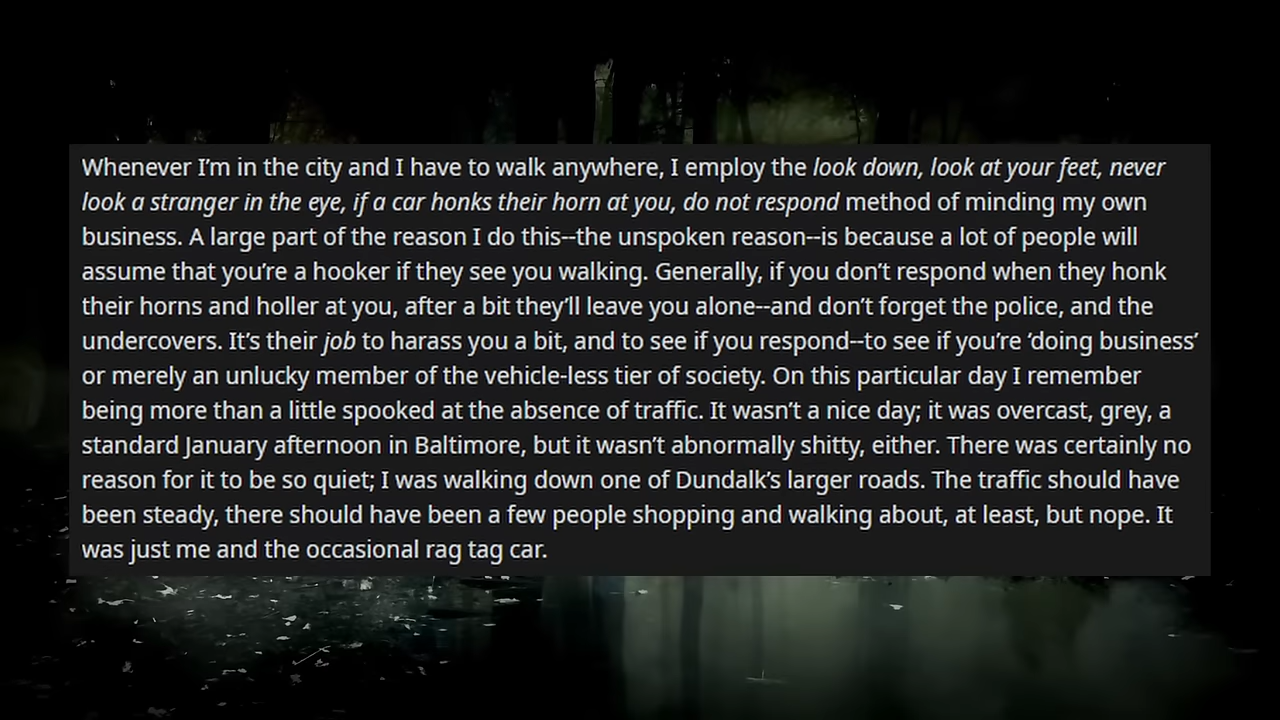 Whenever I’m in the city and I have to walk anywhere, I employ the look down, look at your feet, never
look a stranger in the eye, if a car honks their horn at you, do not respond method of minding my own
business. A large part of the reason I do this--the unspoken reason--is because a lot of people will
assume that you’re a hooker if they see you walking. Generally, if you don’t respond when they honk
their horns and holler at you, after a bit they’ll leave you alone--and don’t forget the police, and the
undercovers. It’s their job to harass you a bit, and to see if you respond--to see if you’re ‘doing business’
or merely an unlucky member of the vehicle-less tier of society. On this particular day I remember
being more than a little spooked at the absence of traffic. It wasn’t a nice day; it was overcast, grey, a
standard January afternoon in Baltimore, but it wasn’t abnormally shitty, either. There was certainly no
reason for it to be so quiet; I was walking down one of Dundalk’s larger roads. The traffic should have
been steady, there should have been a few people shopping and walking about, at least, but nope. It
was just me and the occasional rag tag car.